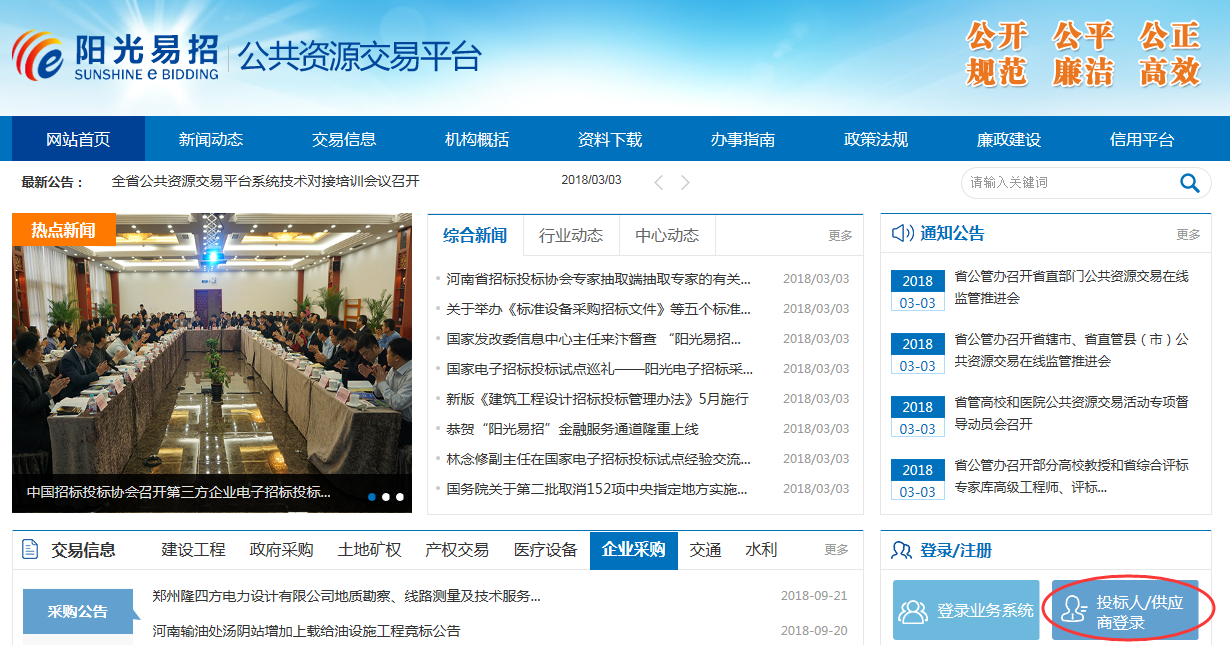 阳光易招
SUNSHINE e BIDDING
公共资源交易平台
公开 公平 公正
规范 廉洁 高效
网站首页 新闻动态 交易信息 机构概括 资料下载 办事指南 政策法规 廉政建设 信用平台
最新公告： 全省公共资源交易平台系统技术对接培训会议召开 2018/03/03
请输入关键词
热点新闻
中国招标投标协会召开第三方企业电子招标投标...
综合新闻 行业动态 中心动态 更多
河南省招标投标协会专家抽取端抽取专家的有关... 2018/03/03
关于举办《标准设备采购招标文件》等五个标准... 2018/03/03
国家发改委信息中心主任来汴督查 “阳光易招... 2018/03/03
国家电子招标投标试点巡礼——阳光电子招标采... 2018/03/03
新版《建筑工程设计招标投标管理办法》5月施行 2018/03/03
恭贺“阳光易招”金融服务通道隆重上线 2018/03/03
林念修副主任在国家电子招标投标试点经验交流... 2018/03/03
国务院关于第二批取消152项中央指定地方实施... 2018/03/03
通知公告 更多
2018
03-03
省公管办召开省直部门公共资源交易在线
监管推进会
2018
03-03
省公管办召开省辖市、省直管县（市）公
共资源交易在线监管推进会
2018
03-03
省管高校和医院公共资源交易活动专项督
导动员会召开
2018
03-03
省公管办召开部分高校教授和省综合评标
专家库高级工程师、评标...
交易信息 建设工程 政府采购 土地矿权 产权交易 医疗设备 企业采购 交通 水利 更多
采购公告
郑州隆四方电力设计有限公司地质勘察、线路测量及技术服务... 2018-09-21
河南输油处汤阴站增加上载给油设施工程竞标公告 2018-09-20
登录/注册
登录业务系统
投标人/供应
商登录